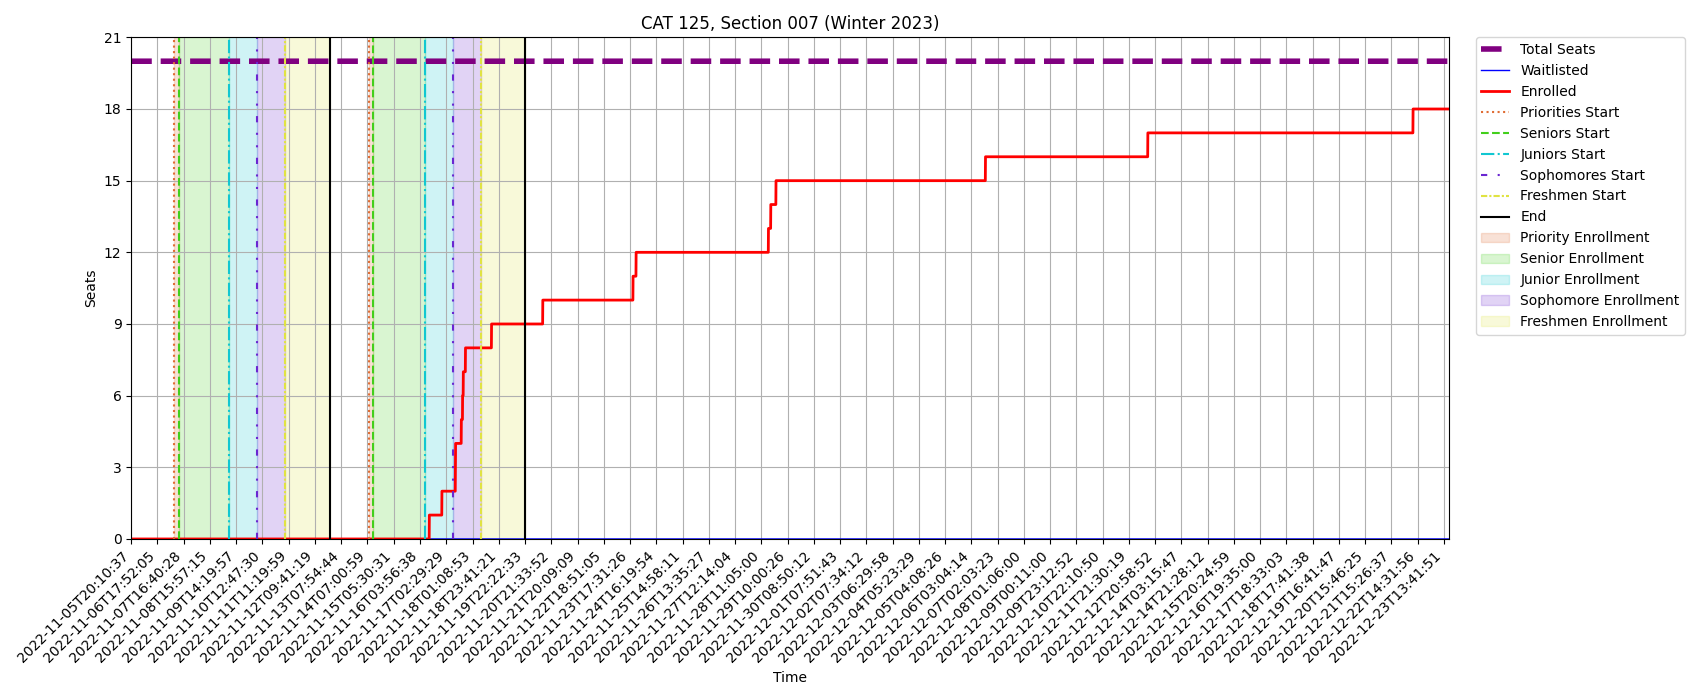 CAT 125, Section 007 (Winter 2023)
21
18
15
12
9
6
3
0
Seats
2022-11-05T20:10:37
2022-11-06T17:52:05
2022-11-07T16:40:28
2022-11-08T15:57:15
2022-11-09T14:19:57
2022-11-10T12:47:30
2022-11-11T11:19:59
2022-11-12T09:41:19
2022-11-13T07:54:44
2022-11-14T07:00:59
2022-11-15T05:30:31
2022-11-16T03:56:38
2022-11-17T02:29:29
2022-11-18T01:08:53
2022-11-18T23:41:21
2022-11-19T22:22:33
2022-11-20T21:33:52
2022-11-21T20:09:09
2022-11-22T18:51:05
2022-11-23T17:31:26
2022-11-24T16:19:54
2022-11-25T14:58:11
2022-11-26T13:35:27
2022-11-27T12:14:04
2022-11-28T11:05:00
2022-11-29T10:00:26
2022-11-30T08:50:12
2022-12-01T07:51:43
2022-12-02T07:34:12
2022-12-03T06:29:58
2022-12-04T05:23:29
2022-12-05T04:08:26
2022-12-06T03:04:14
2022-12-07T02:03:23
2022-12-08T01:06:00
2022-12-09T00:11:00
2022-12-09T23:12:52
2022-12-10T22:10:50
2022-12-11T21:30:19
2022-12-12T20:58:52
2022-12-14T03:15:47
2022-12-14T21:28:12
2022-12-15T20:24:59
2022-12-16T19:35:00
2022-12-17T18:33:03
2022-12-18T17:41:38
2022-12-19T16:41:47
2022-12-20T15:46:25
2022-12-21T15:26:37
2022-12-22T14:31:56
2022-12-23T13:41:51
Time
Total Seats
Waitlisted
Enrolled
Priorities Start
Seniors Start
Juniors Start
Sophomores Start
Freshmen Start
End
Priority Enrollment
Senior Enrollment
Junior Enrollment
Sophomore Enrollment
Freshmen Enrollment